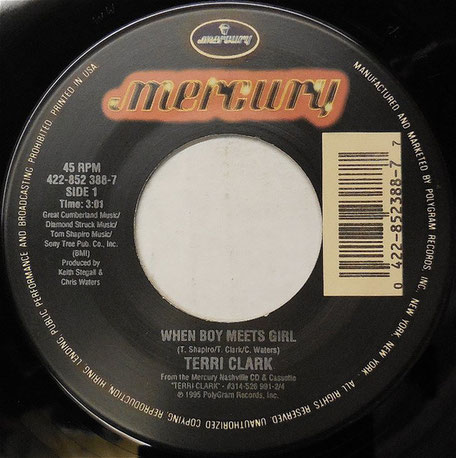 Mercury
mercury
45 RPM
422-852 388-7
SIDE 1
Time: 3:01
Great Cumberland Music/
Diamond Struck Music/
Tom Shapiro Music/
Sony Tree Pub. Co., Inc.
(BMI)
Produced by
Keith Stegall &
Chris Waters
0 422-852388-7 7
WHEN BOY MEETS GIRL
(T. Shapiro/T. Clark/C. Waters)
TERRI CLARK
From the Mercury Nashville CD & Cassette
"TERRI CLARK" - #314-526 991-2/4
℗ 1995 PolyGram Records, Inc.
MANUFACTURED AND MARKETED BY POLYGRAM RECORDS, INC. NEW YORK, NEW YORK. ALL RIGHTS RESERVED. UNAUTHORIZED COPYING, REPRODUCTION, HIRING, LENDING, PUBLIC PERFORMANCE AND BROADCASTING PROHIBITED. PRINTED IN USA.